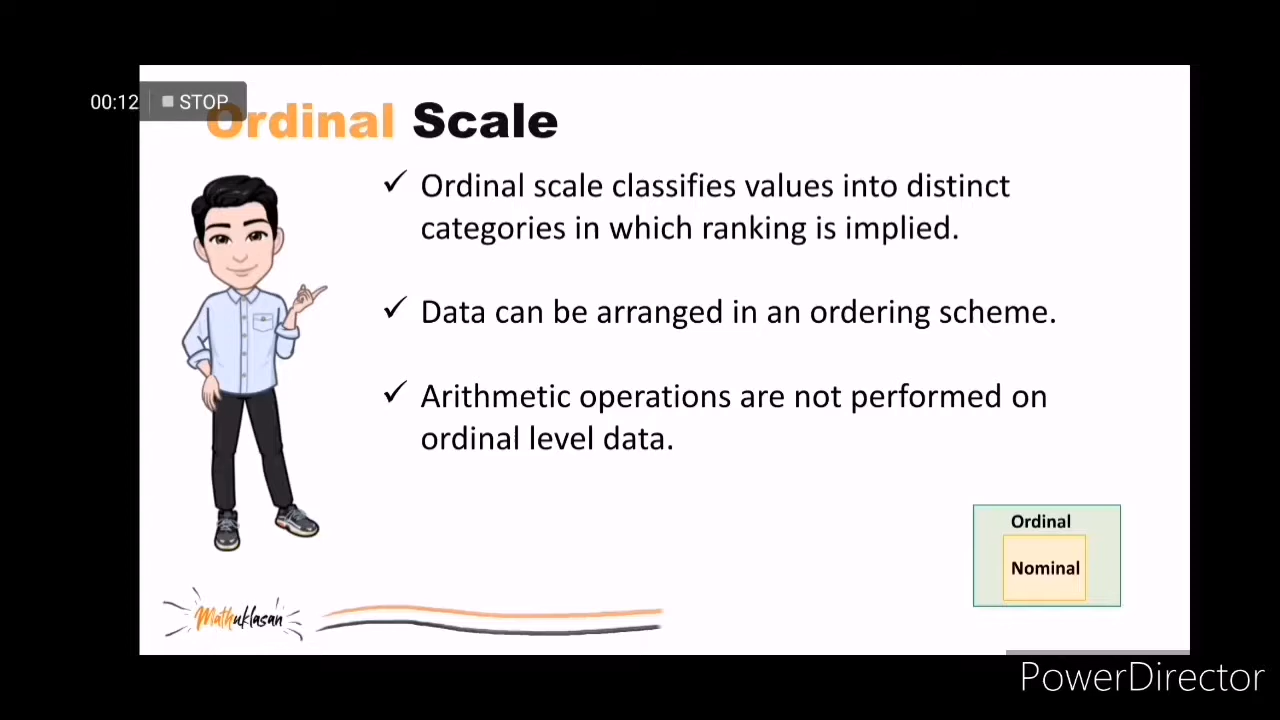 00:12 STOP
Ordinal Scale
✓ Ordinal scale classifies values into distinct
categories in which ranking is implied.
✓ Data can be arranged in an ordering scheme.
✓ Arithmetic operations are not performed on
ordinal level data.
Ordinal
Nominal
Mathuklasan
PowerDirector